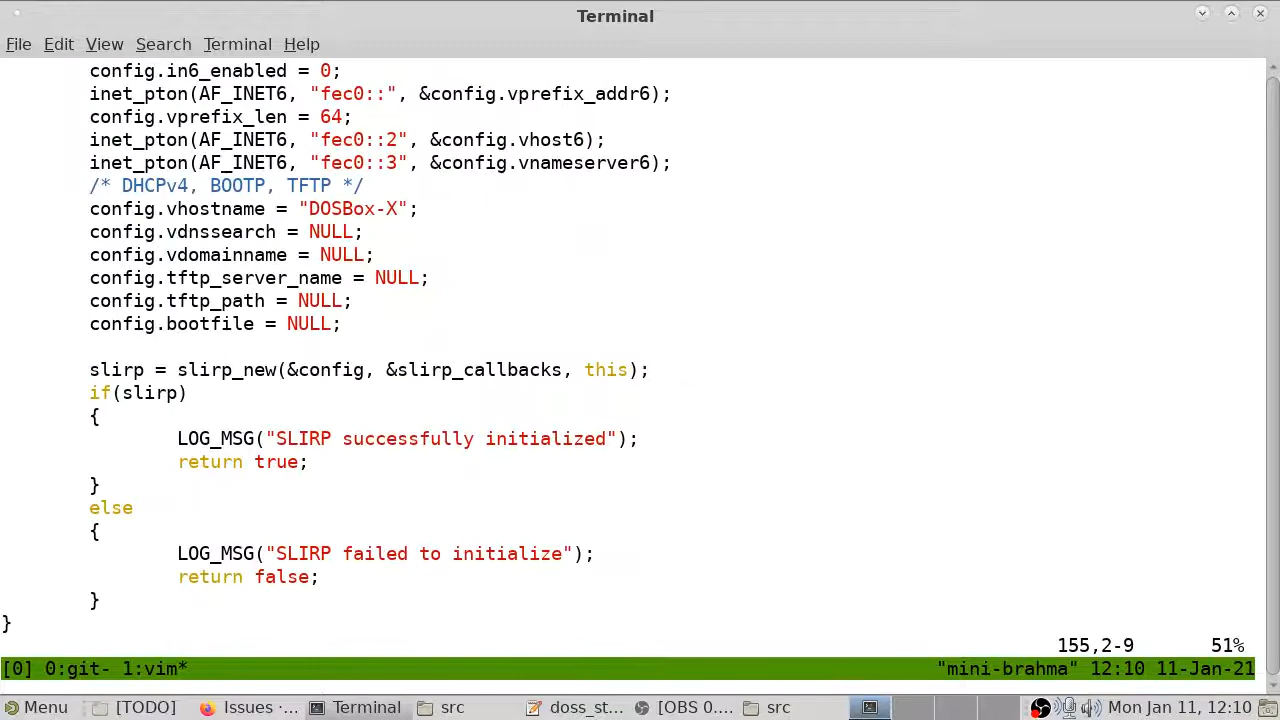 Terminal
File Edit View Search Terminal Help
config.in6_enabled = 0;
inet_pton(AF_INET6, "fec0::", &config.vprefix_addr6);
config.vprefix_len = 64;
inet_pton(AF_INET6, "fec0::2", &config.vhost6);
inet_pton(AF_INET6, "fec0::3", &config.vnameserver6);
/* DHCPv4, BOOTP, TFTP */
config.vhostname = "DOSBox-X";
config.vdnssearch = NULL;
config.vdomainname = NULL;
config.tftp_server_name = NULL;
config.tftp_path = NULL;
config.bootfile = NULL;
slirp = slirp_new(&config, &slirp_callbacks, this);
if(slirp)
{
LOG_MSG("SLIRP successfully initialized");
return true;
}
else
{
LOG_MSG("SLIRP failed to initialize");
return false;
}
}
155,2-9 51%
[0] 0:git- 1:vim* "mini-brahma" 12:10 11-Jan-21
Menu [TODO] Issues ·... Terminal src doss_st... [OBS 0.... src Mon Jan 11, 12:10